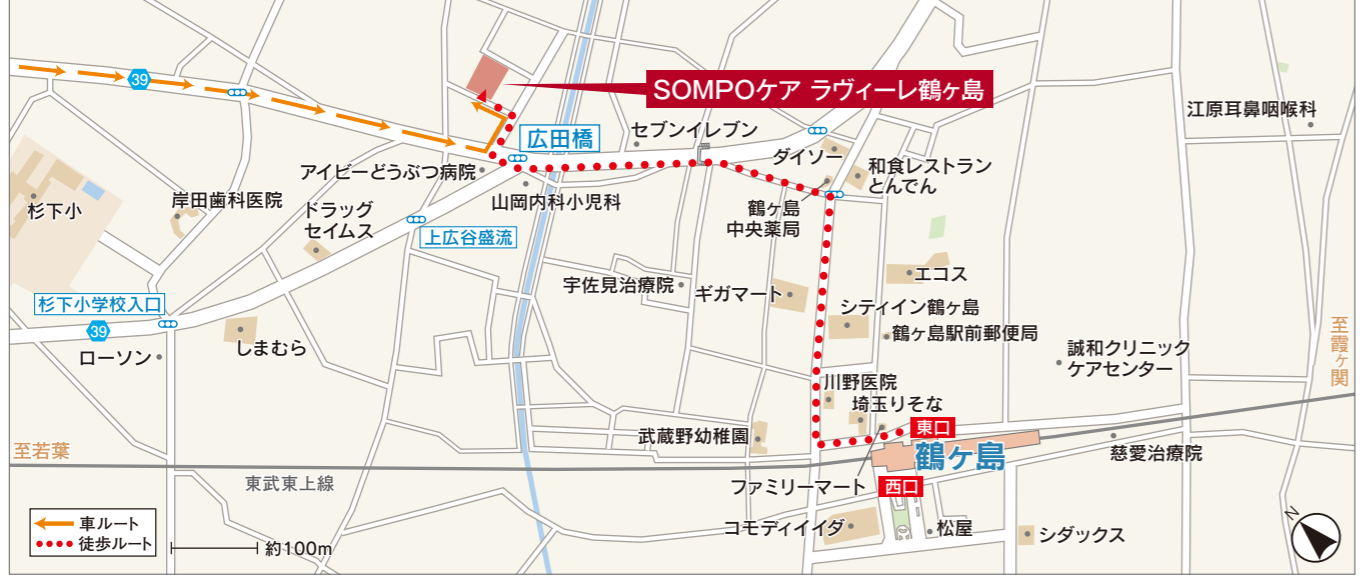 39
SOMPOケア ラヴィーレ鶴ヶ島
江原耳鼻咽喉科
セブンイレブン
広田橋
ダイソー
和食レストラン
とんでん
アイビーどうぶつ病院
岸田歯科医院
山岡内科小児科
杉下小
ドラッグ
セイムス
鶴ヶ島
中央薬局
上広谷盛流
エコス
宇佐見治療院
ギガマート
杉下小学校入口
シティイン鶴ヶ島
39
鶴ヶ島駅前郵便局
至霞ヶ関
しまむら
ローソン
誠和クリニック
ケアセンター
川野医院
埼玉りそな
東口
武蔵野幼稚園
至若葉
鶴ヶ島
慈愛治療院
東武東上線
ファミリーマート
西口
コモディイイダ
松屋
シダックス
N
車ルート
徒歩ルート
約100m